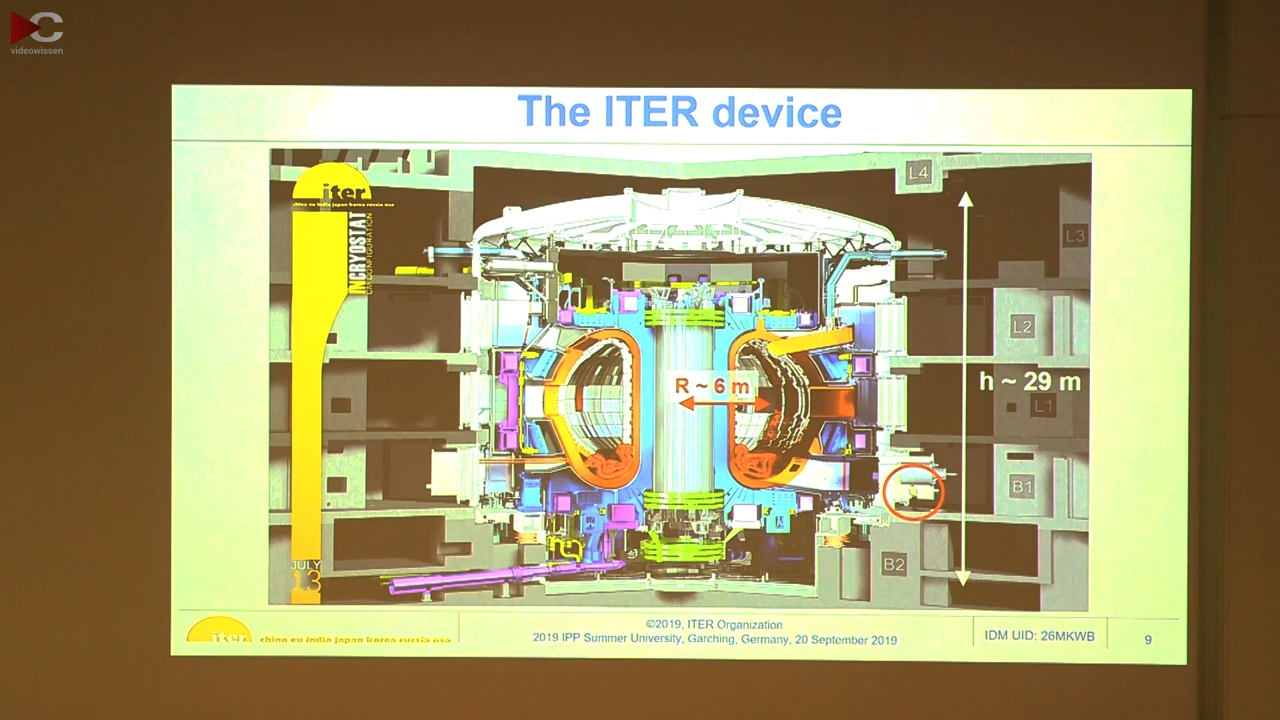 C
videowissen
The ITER device
iter
china eu india japan korea russia usa
INCRYOSTAT
CONFIGURATION
L4
L3
L2
R ~ 6 m
h ~ 29 m
L1
B1
B2
JULY
13
iter
china eu india japan korea russia usa
©2019, ITER Organization
2019 IPP Summer University, Garching, Germany, 20 September 2019
IDM UID: 26MKWB
9